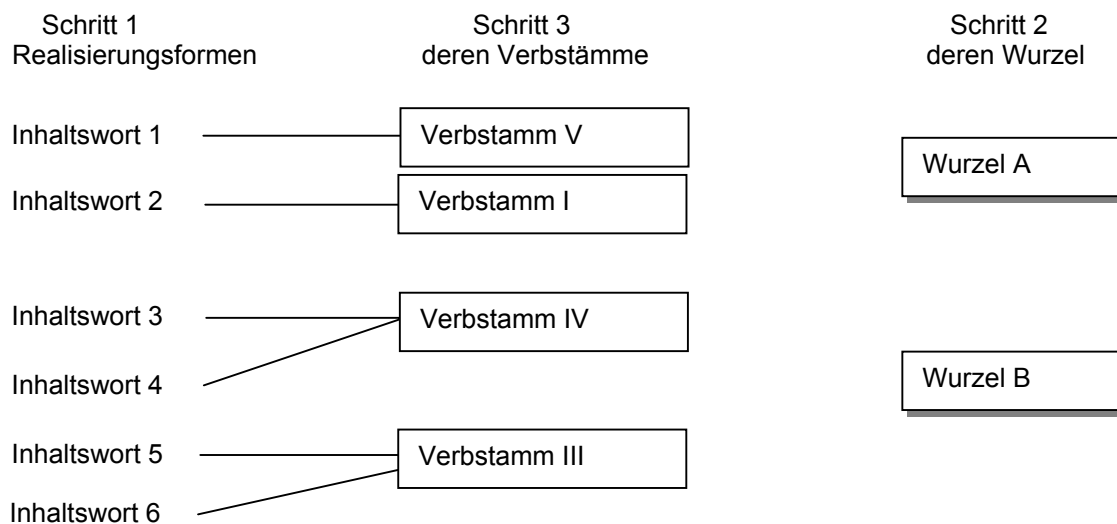 Schritt 1
Realisierungsformen
Schritt 3
deren Verbstämme
Schritt 2
deren Wurzel
Inhaltswort 1
Verbstamm V
Wurzel A
Inhaltswort 2
Verbstamm I
Inhaltswort 3
Verbstamm IV
Inhaltswort 4
Wurzel B
Inhaltswort 5
Verbstamm III
Inhaltswort 6